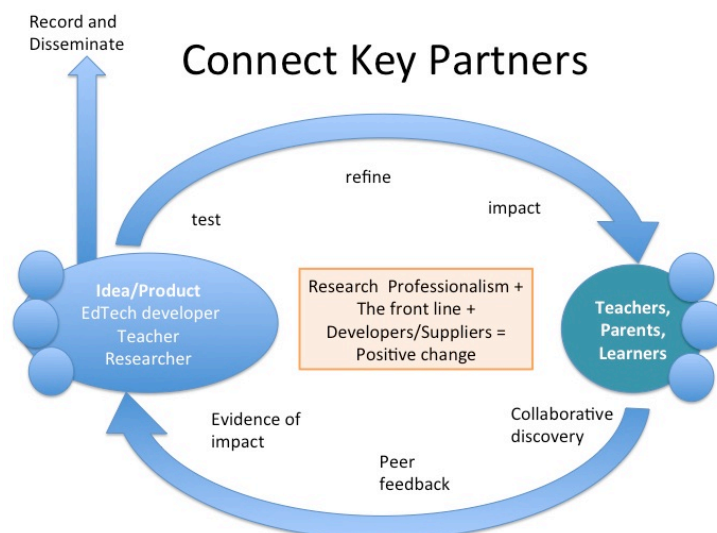 Record and
Disseminate
Connect Key Partners
refine
test
impact
Idea/Product
EdTech developer
Teacher
Researcher
Research Professionalism +
The front line +
Developers/Suppliers =
Positive change
Teachers,
Parents,
Learners
Evidence of
impact
Peer
feedback
Collaborative
discovery